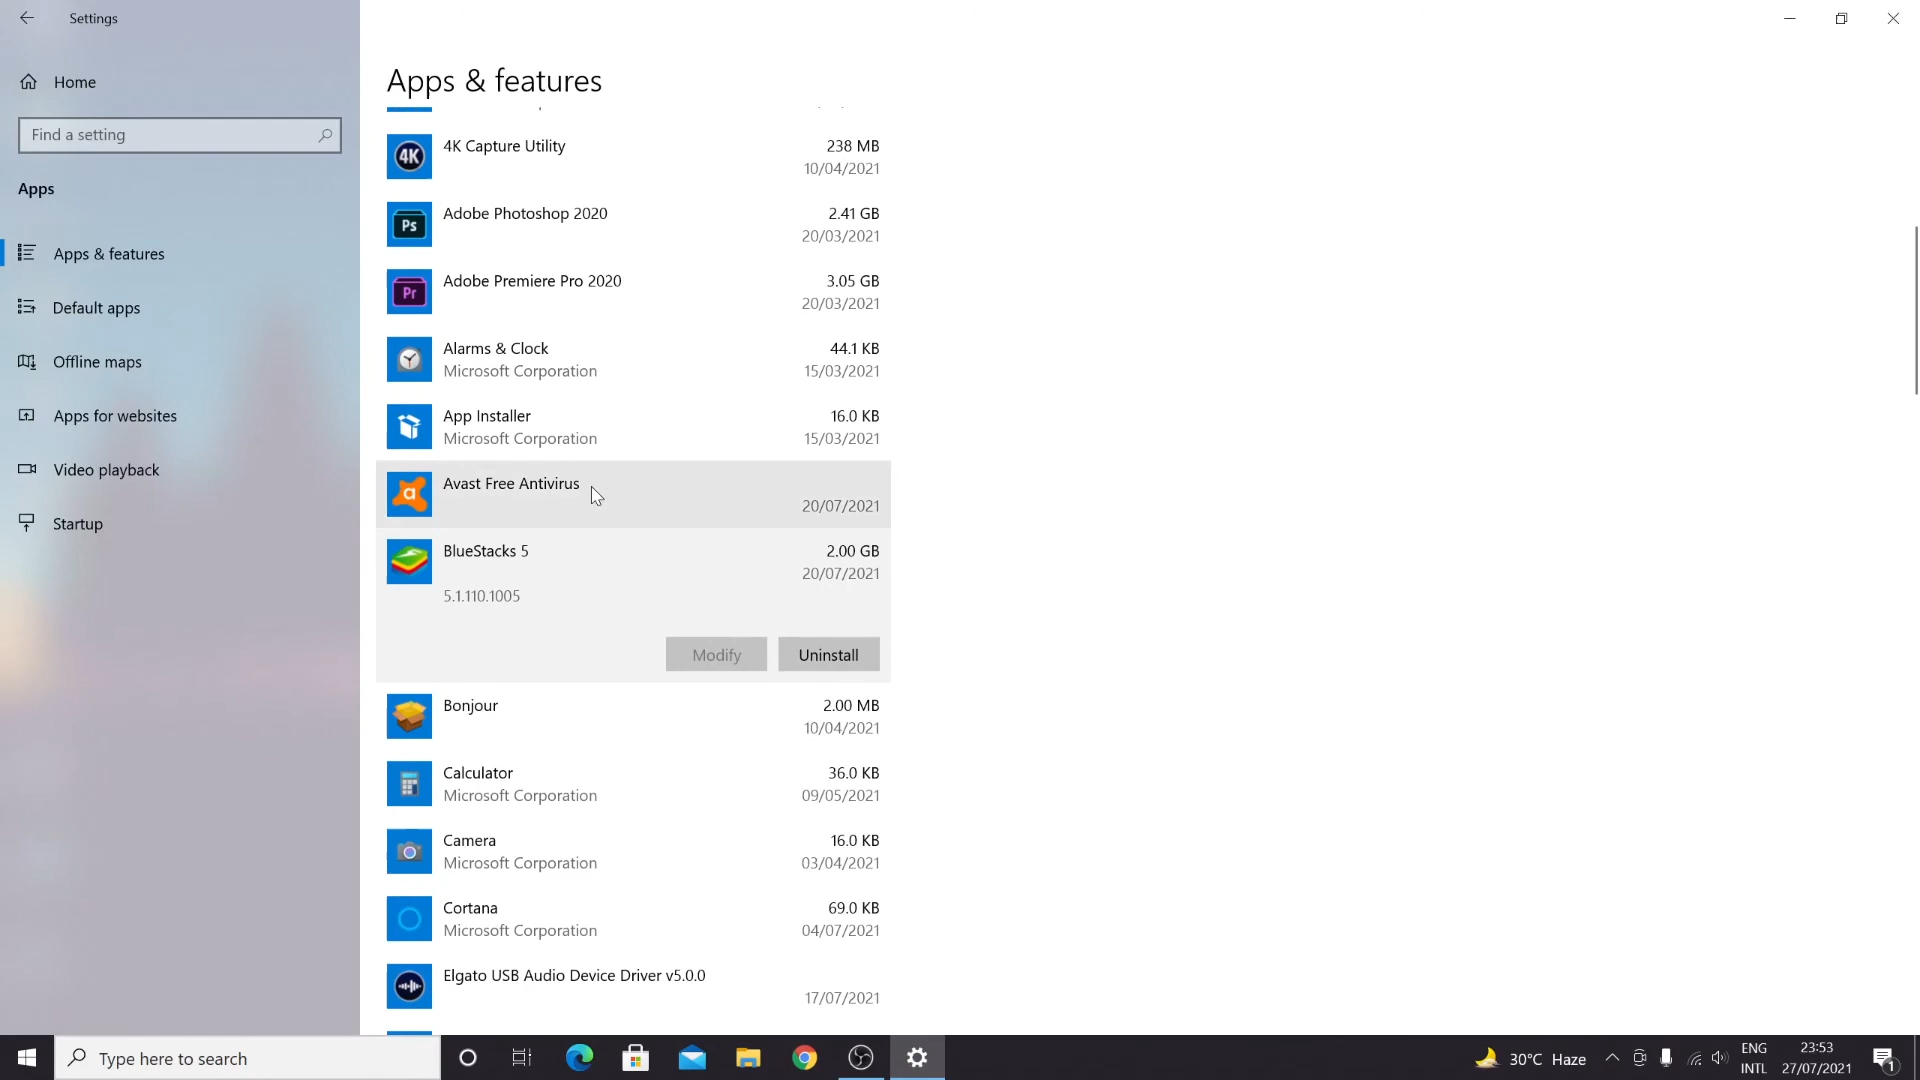 Settings
Home
Find a setting
Apps
Apps & features
Default apps
Offline maps
Apps for websites
Video playback
Startup
Apps & features
4K Capture Utility
238 MB
10/04/2021
Adobe Photoshop 2020
2.41 GB
20/03/2021
Adobe Premiere Pro 2020
3.05 GB
20/03/2021
Alarms & Clock
44.1 KB
Microsoft Corporation
15/03/2021
App Installer
16.0 KB
Microsoft Corporation
15/03/2021
Avast Free Antivirus
20/07/2021
BlueStacks 5
2.00 GB
20/07/2021
5.1.110.1005
Modify
Uninstall
Bonjour
2.00 MB
10/04/2021
Calculator
36.0 KB
Microsoft Corporation
09/05/2021
Camera
16.0 KB
Microsoft Corporation
03/04/2021
Cortana
69.0 KB
Microsoft Corporation
04/07/2021
Elgato USB Audio Device Driver v5.0.0
17/07/2021
4K
Ps
Pr
a
Type here to search
30°C Haze
ENG
INTL
23:53
27/07/2021
1